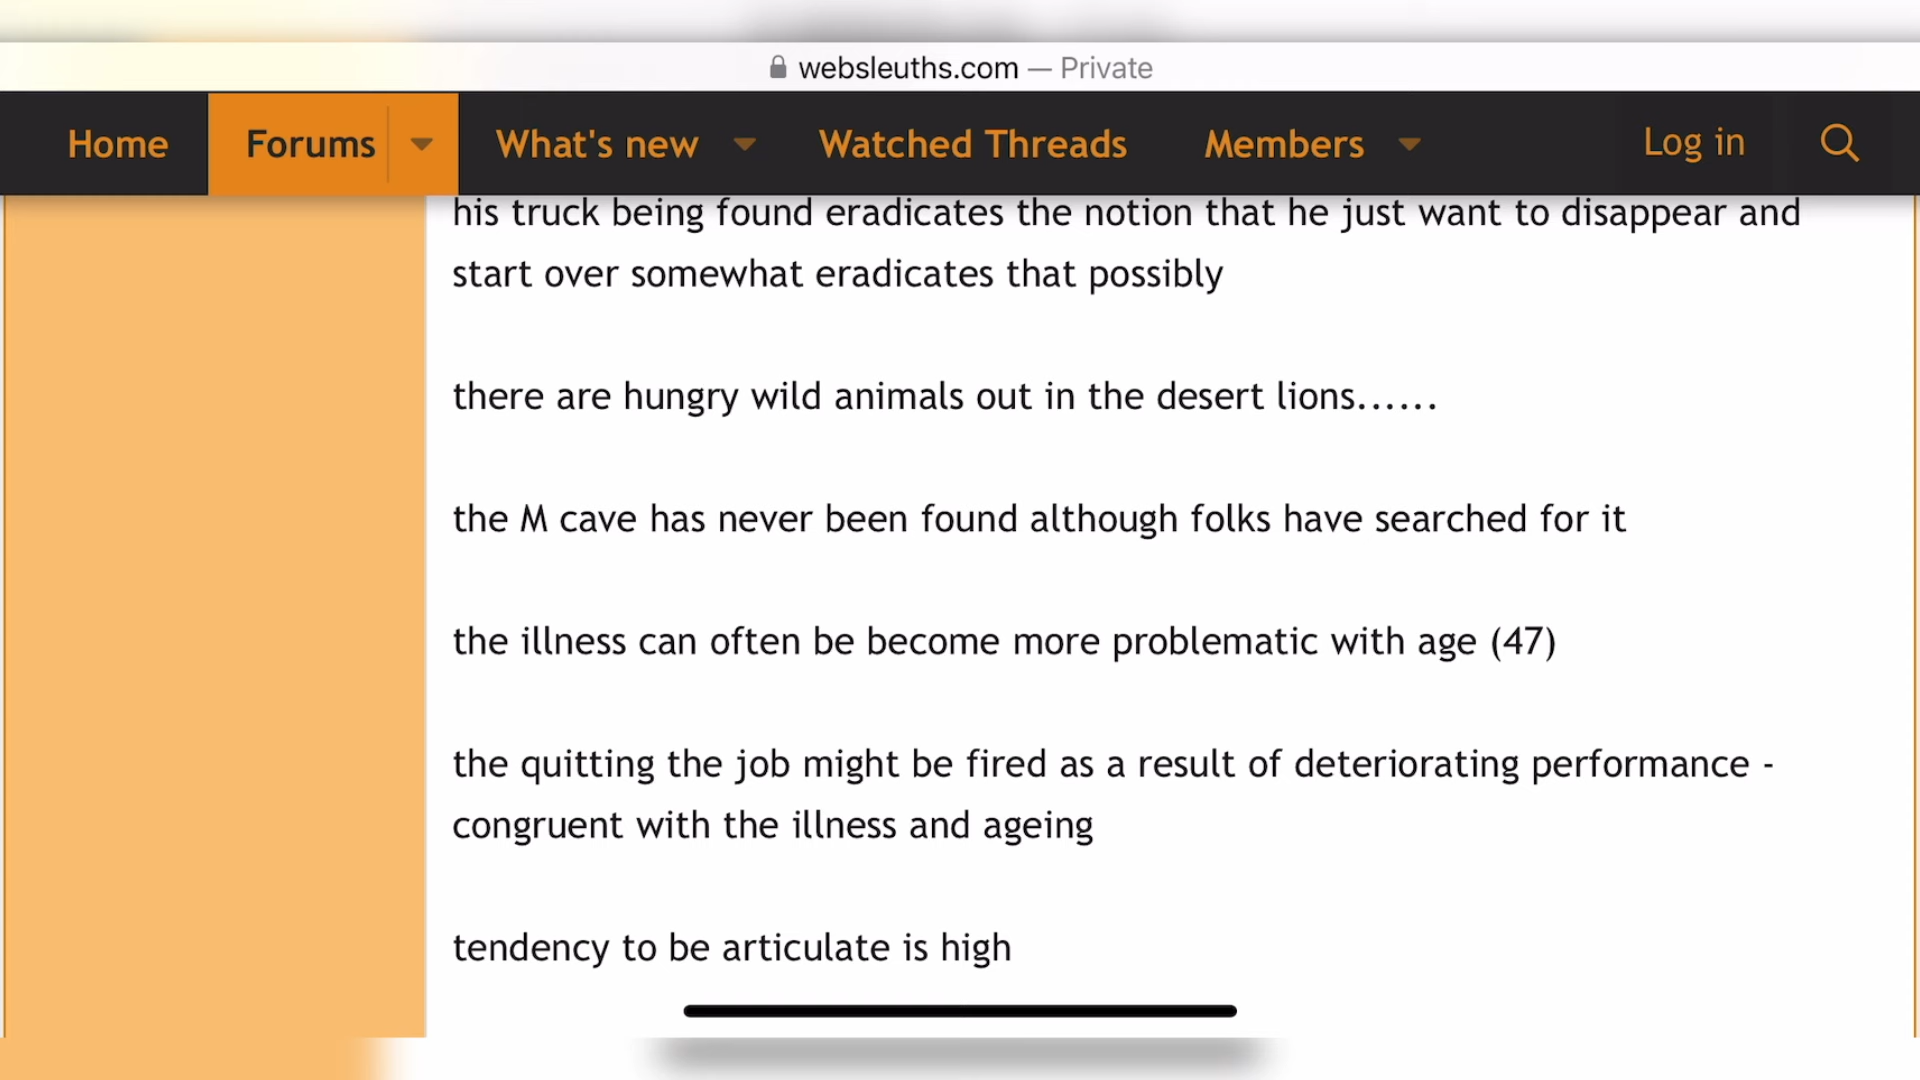 websleuths.com — Private
Home Forums What's new Watched Threads Members Log in
his truck being found eradicates the notion that he just want to disappear and
start over somewhat eradicates that possibly
there are hungry wild animals out in the desert lions......
the M cave has never been found although folks have searched for it
the illness can often be become more problematic with age (47)
the quitting the job might be fired as a result of deteriorating performance -
congruent with the illness and ageing
tendency to be articulate is high